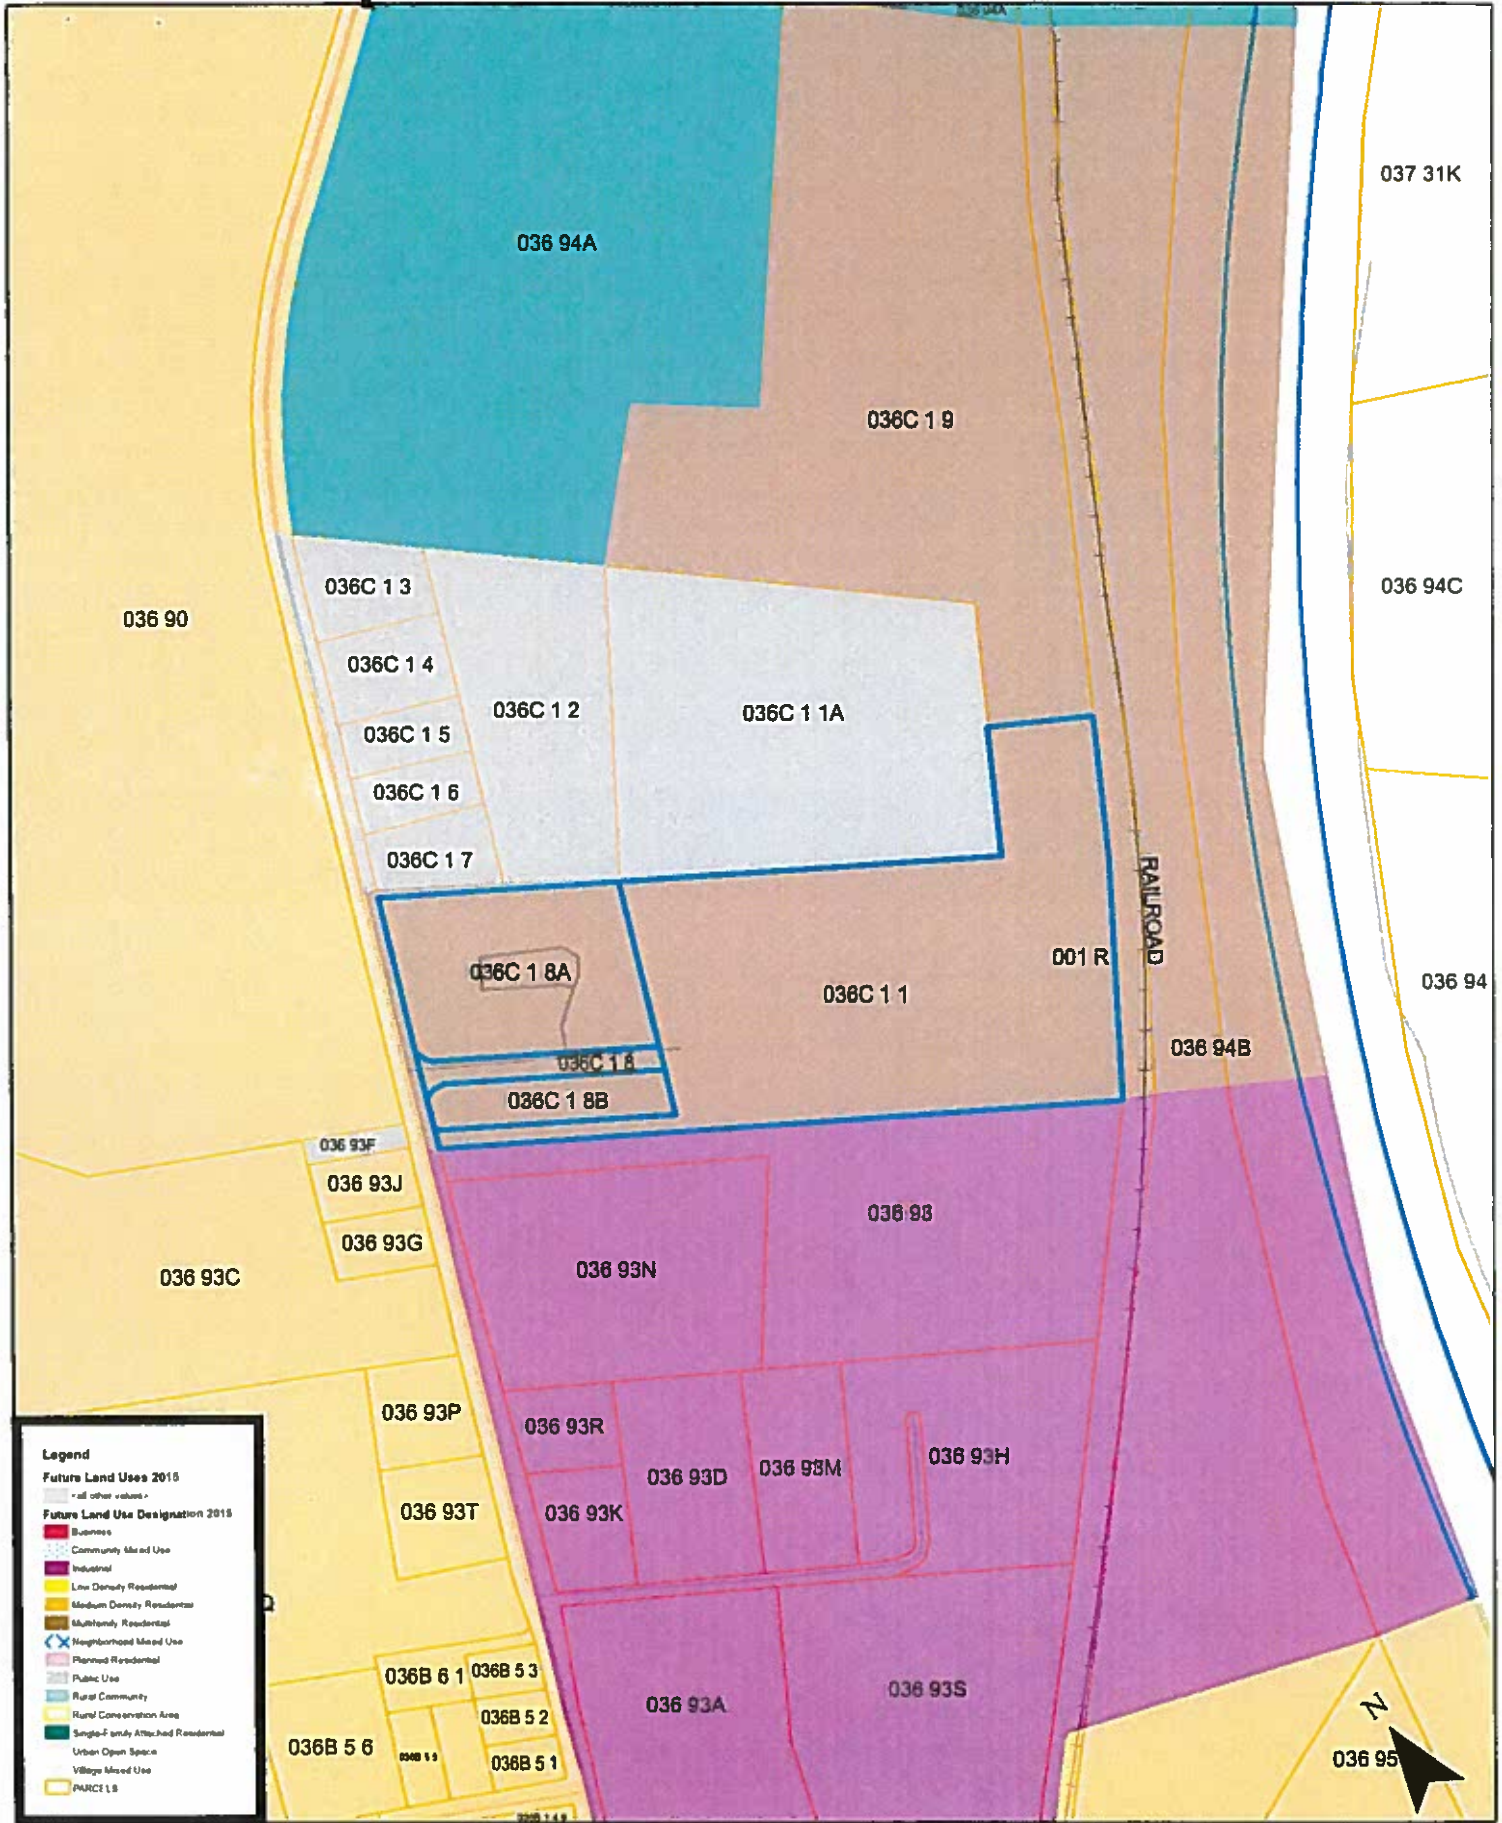 037 31K
036 94A
036C 1 9
036C 1 3
036 94C
036 90
036C 1 4
036C 1 2
036C 1 1A
036C 1 5
036C 1 6
036C 1 7
RAILROAD
001 R
036C 1 8A
036 94
036C 1 1
036 94B
036C 1 8
036C 1 8B
036 93F
036 93J
036 93
036 93G
036 93N
036 93C
036 93P
036 93R
036 93H
036 93M
036 93D
036 93T
036 93K
Legend
Future Land Uses 2015
<all other values>
Future Land Use Designation 2015
Business
Community Mixed Use
Industrial
Low Density Residential
Medium Density Residential
Multifamily Residential
Neighborhood Mixed Use
Planned Residential
Public Use
Rural Community
Rural Conservation Area
Single-Family Attached Residential
Urban Open Space
Village Mixed Use
PARCELS
036B 6 1
036B 5 3
036 93S
036 93A
036B 5 2
N
036B 5 6
036B 5 1
036 95